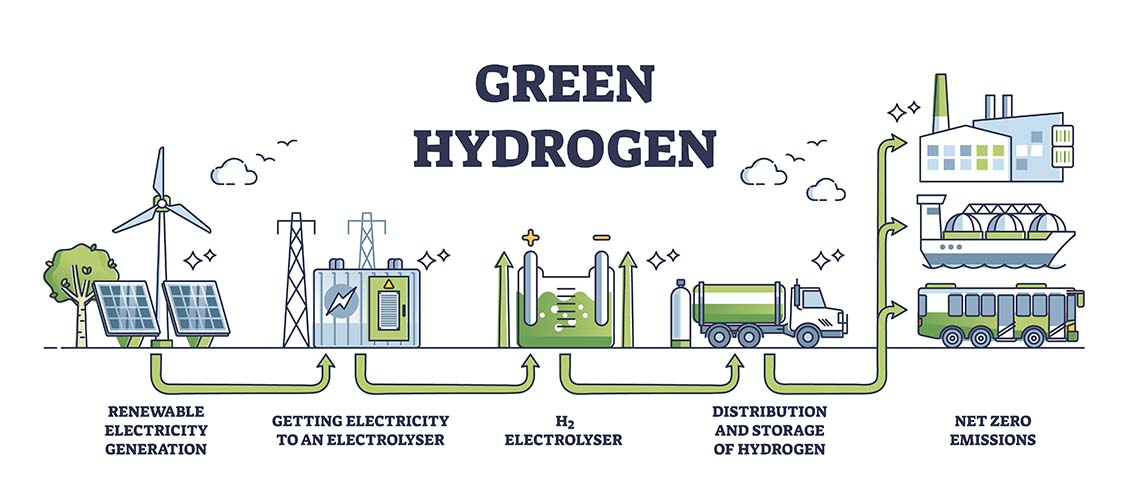 GREEN
HYDROGEN
+
−
RENEWABLE
ELECTRICITY
GENERATION
GETTING ELECTRICITY
TO AN ELECTROLYSER
H₂
ELECTROLYSER
DISTRIBUTION
AND STORAGE
OF HYDROGEN
NET ZERO
EMISSIONS